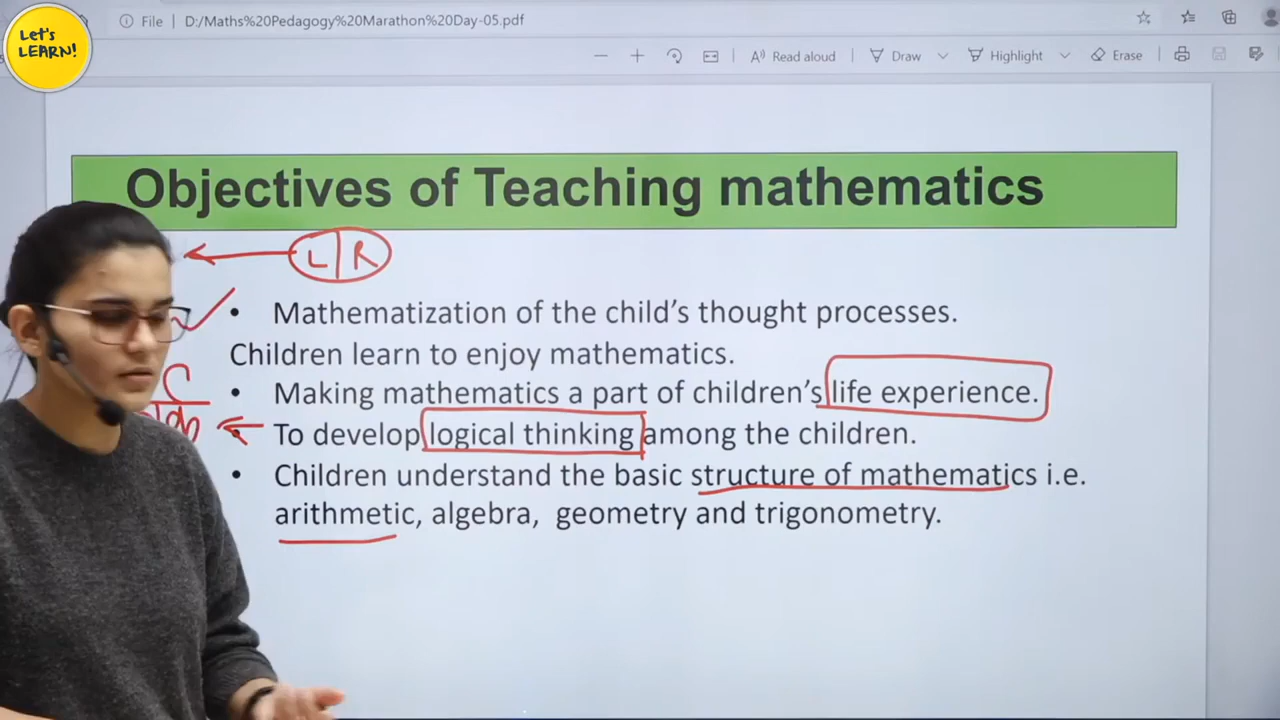 Let's
LEARN!
File D:/Maths%20Pedagogy%20Marathon%20Day-05.pdf
Read aloud Draw Highlight Erase
Objectives of Teaching mathematics
L R
• Mathematization of the child's thought processes.
Children learn to enjoy mathematics.
• Making mathematics a part of children's life experience.
To develop logical thinking among the children.
• Children understand the basic structure of mathematics i.e.
arithmetic, algebra, geometry and trigonometry.